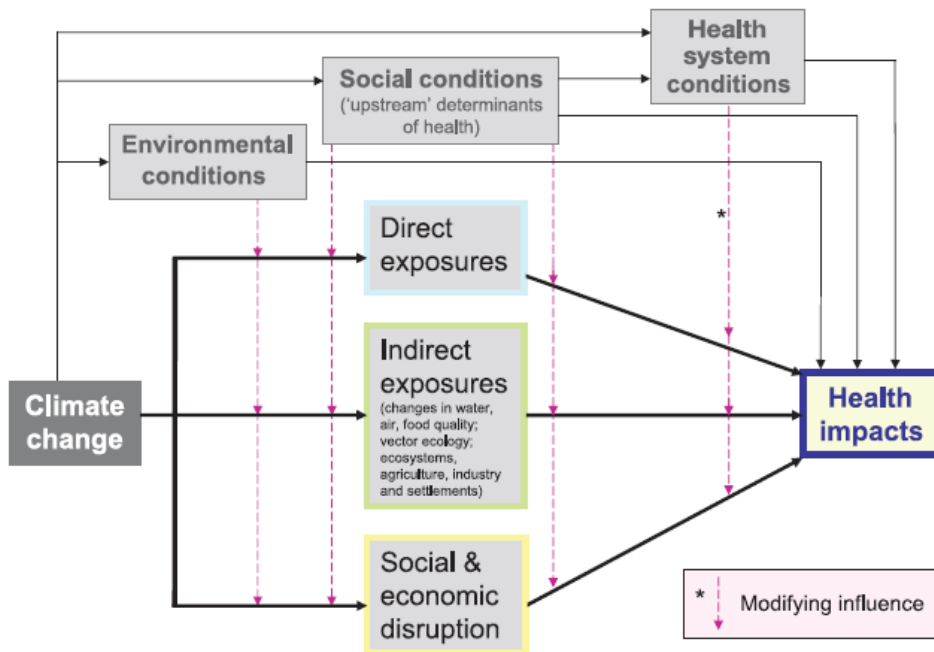 Health
system
conditions
Social conditions
('upstream' determinants
of health)
Environmental
conditions
*
Direct
exposures
Indirect
exposures
(changes in water,
air, food quality;
vector ecology;
ecosystems,
agriculture, industry
and settlements)
Climate
change
Health
impacts
Social &
economic
disruption
* Modifying influence